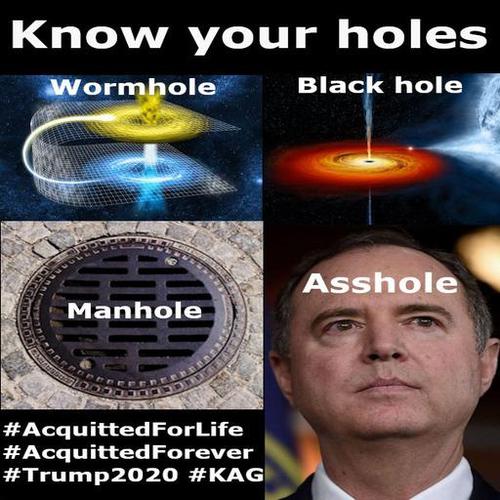 Know your holes
Wormhole
Black hole
Manhole
Asshole
#AcquittedForLife
#AcquittedForever
#Trump2020 #KAG